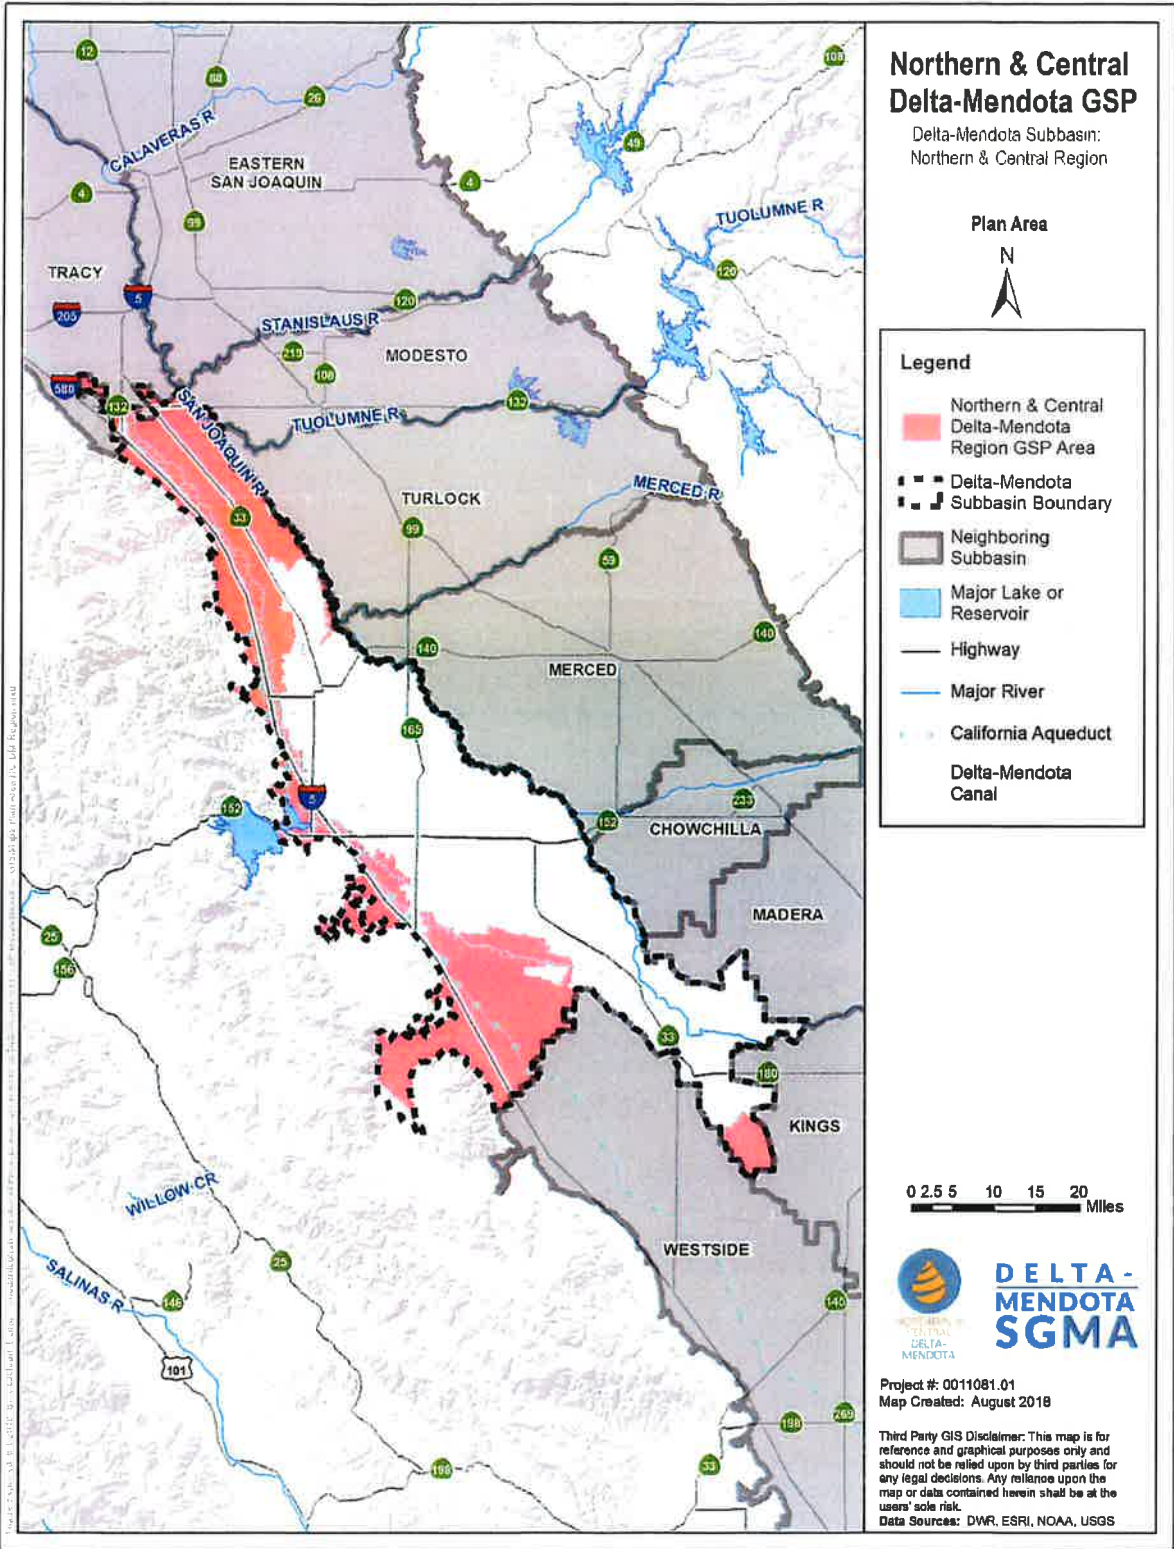 12
88
26
108
49
CALAVERAS R
EASTERN
SAN JOAQUIN
4
4
99
TUOLUMNE R
120
TRACY
5
205
120
STANISLAUS R
219
108
MODESTO
580
132
132
SAN JOAQUIN R
TUOLUMNE R
MERCED R
TURLOCK
33
99
59
140
140
MERCED
165
5
152
152
233
CHOWCHILLA
MADERA
25
156
33
180
KINGS
WILLOW CR
WESTSIDE
25
SALINAS R
146
140
101
198
269
198
33
Northern & Central
Delta-Mendota GSP
Delta-Mendota Subbasin:
Northern & Central Region
Plan Area
N
Legend
Northern & Central
Delta-Mendota
Region GSP Area
Delta-Mendota
Subbasin Boundary
Neighboring
Subbasin
Major Lake or
Reservoir
Highway
Major River
California Aqueduct
Delta-Mendota
Canal
0 2.5 5 10 15 20
Miles
DELTA-
MENDOTA
DELTA-
MENDOTA
SGMA
Project #: 0011081.01
Map Created: August 2018
Third Party GIS Disclaimer: This map is for
reference and graphical purposes only and
should not be relied upon by third parties for
any legal decisions. Any reliance upon the
map or data contained herein shall be at the
users' sole risk.
Data Sources: DWR, ESRI, NOAA, USGS